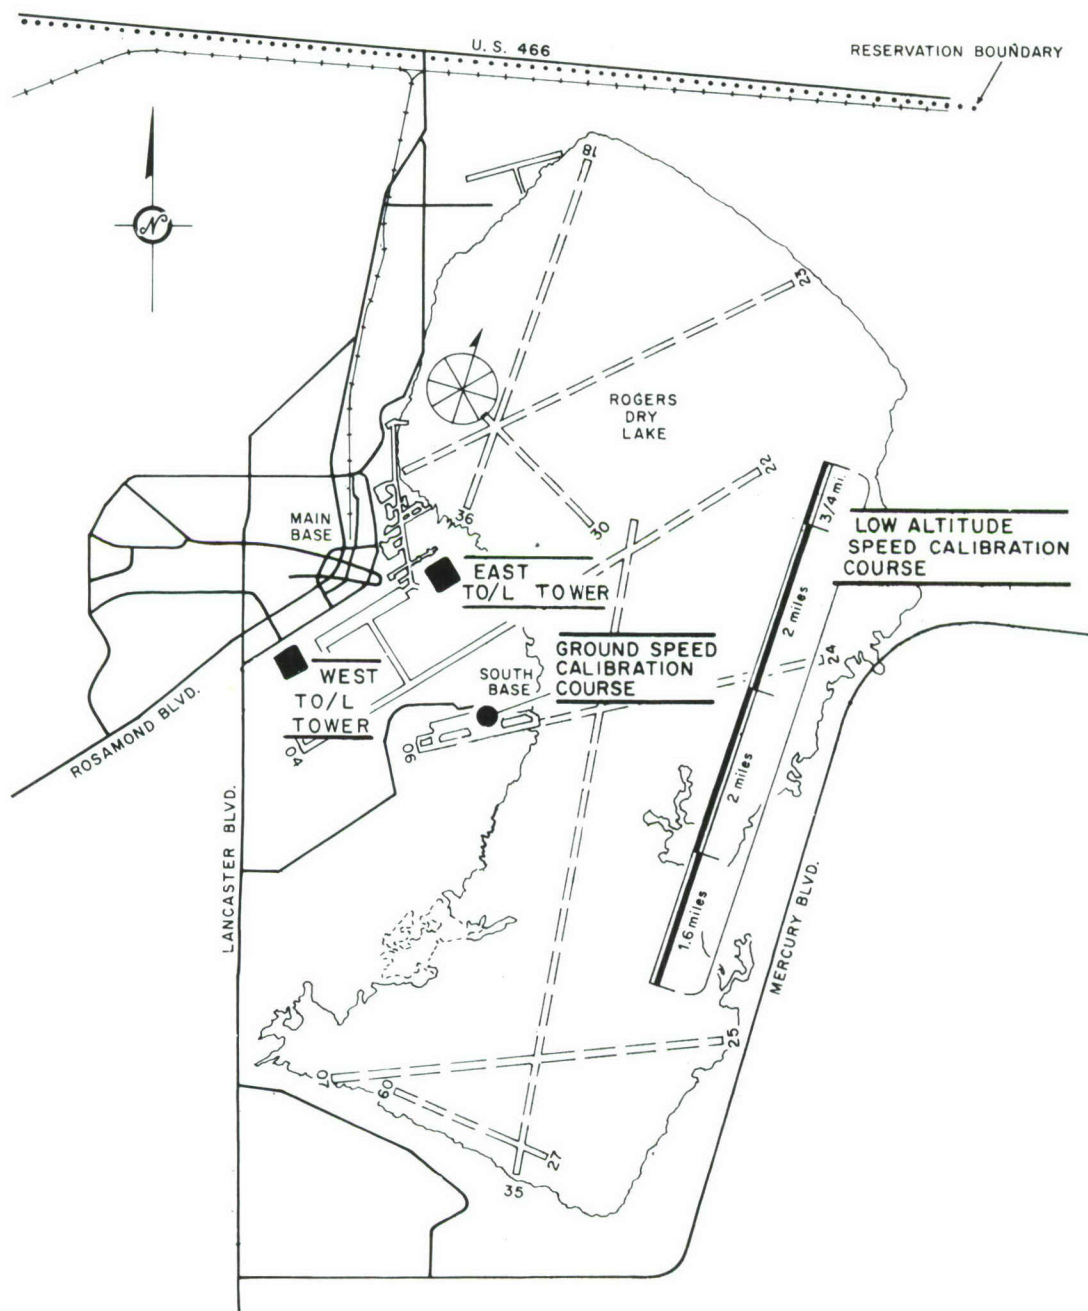 U.S. 466
RESERVATION BOUNDARY
18
N
23
ROGERS
DRY
LAKE
22
36
30
MAIN
BASE
3/4 mi.
LOW ALTITUDE
SPEED CALIBRATION
COURSE
EAST
TO/L TOWER
2 miles
GROUND SPEED
CALIBRATION
COURSE
24
WEST
TO/L
TOWER
SOUTH
BASE
ROSAMOND BLVD.
04
06
2 miles
LANCASTER BLVD.
MERCURY BLVD.
1.6 miles
25
07
09
27
35